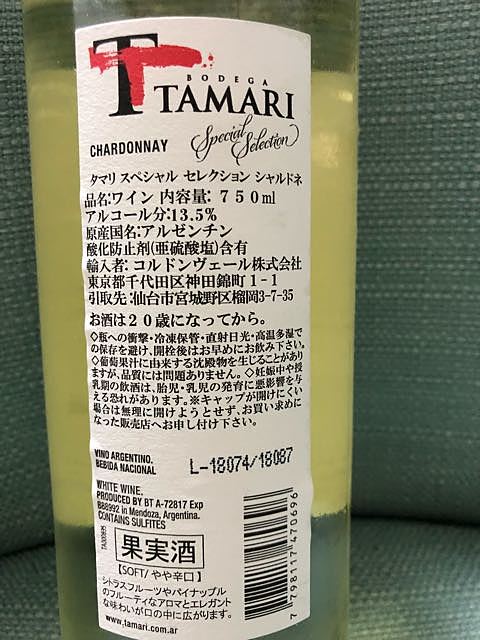 T
BODEGA
TAMARI
CHARDONNAY
Special Selection
タマリ スペシャル セレクション シャルドネ
品名:ワイン 内容量: 750ml
アルコール分:13.5%
原産国名:アルゼンチン
酸化防止剤(亜硫酸塩)含有
輸入者: コルドンヴェール株式会社
東京都千代田区神田錦町1-1
引取先:仙台市宮城野区榴岡3-7-35
お酒は20歳になってから。
◇瓶への衝撃・冷凍保管・直射日光・高温多湿で
の保存を避け、開栓後はお早めにお飲み下さい。
◇葡萄果汁に由来する沈殿物を生じることがあり
ますが、品質には問題ありません。◇妊娠中や授
乳期の飲酒は、胎児・乳児の発育に悪影響を与
える恐れがあります。※キャップが開けにくい
場合は無理に開けようとせず、お買い求めに
なった販売店へお申し付け下さい。
VINO ARGENTINO.
BEBIDA NACIONAL
L-18074/18087
WHITE WINE.
PRODUCED BY BT A-72817 Exp
B88992 in Mendoza, Argentina.
CONTAINS SULFITES
果実酒
【SOFT/ やや辛口】
シトラスフルーツやパイナップル
のフルーティなアロマとエレガント
な味わいが口の中に広がります。
www.tamari.com.ar
7 798117 470696